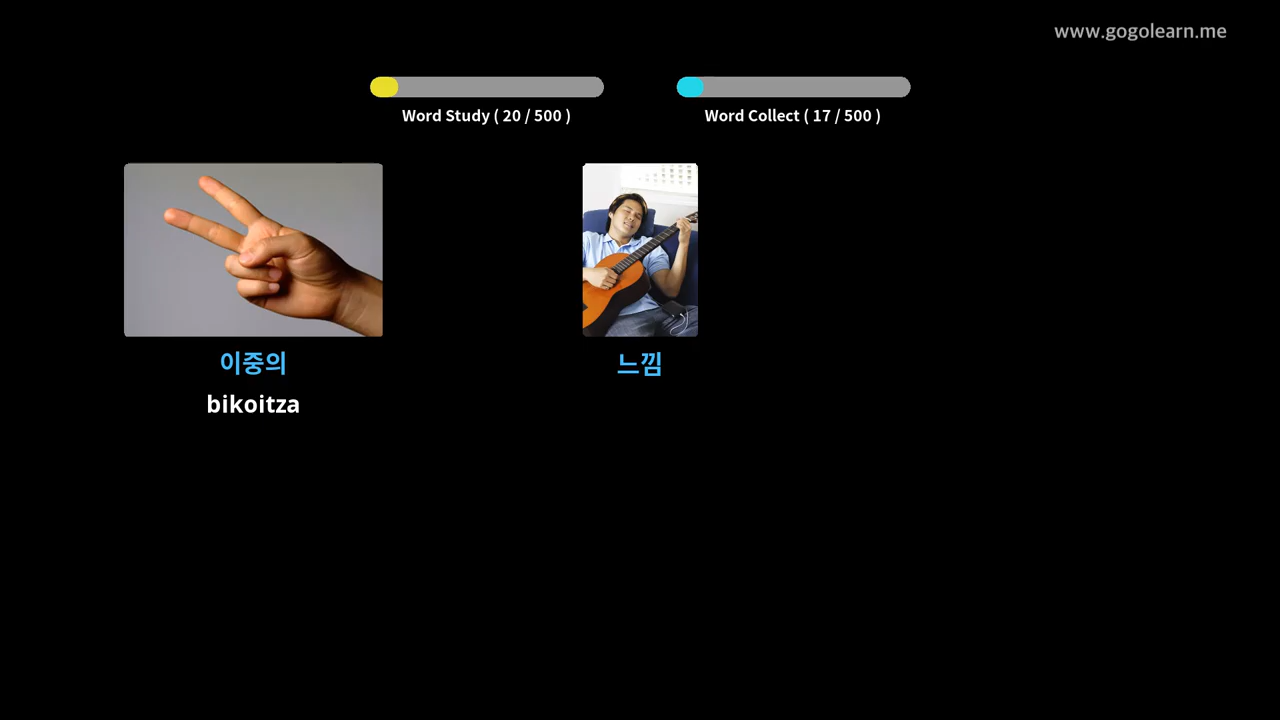 www.gogolearn.me
Word Study ( 20 / 500 )
Word Collect ( 17 / 500 )
이중의
bikoitza
느낌